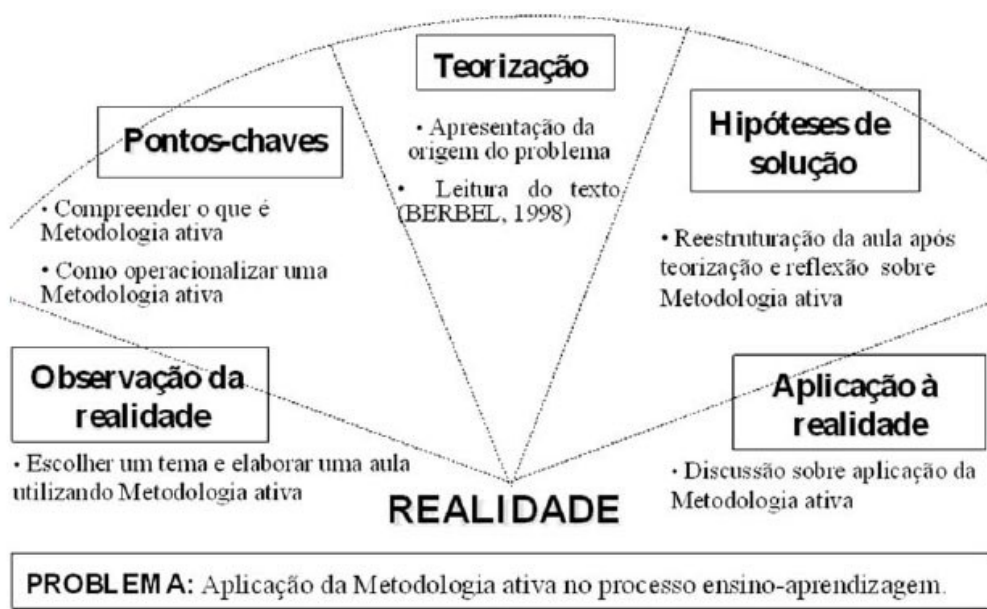 Teorização
• Apresentação da
origem do problema
• Leitura do texto
(BERBEL, 1998)
Pontos-chaves
• Compreender o que é
Metodologia ativa
• Como operacionalizar uma
Metodologia ativa
Hipóteses de
solução
• Reestruturação da aula após
teorização e reflexão sobre
Metodologia ativa
Observação da
realidade
• Escolher um tema e elaborar uma aula
utilizando Metodologia ativa
Aplicação à
realidade
• Discussão sobre aplicação da
Metodologia ativa
REALIDADE
PROBLEMA: Aplicação da Metodologia ativa no processo ensino-aprendizagem.